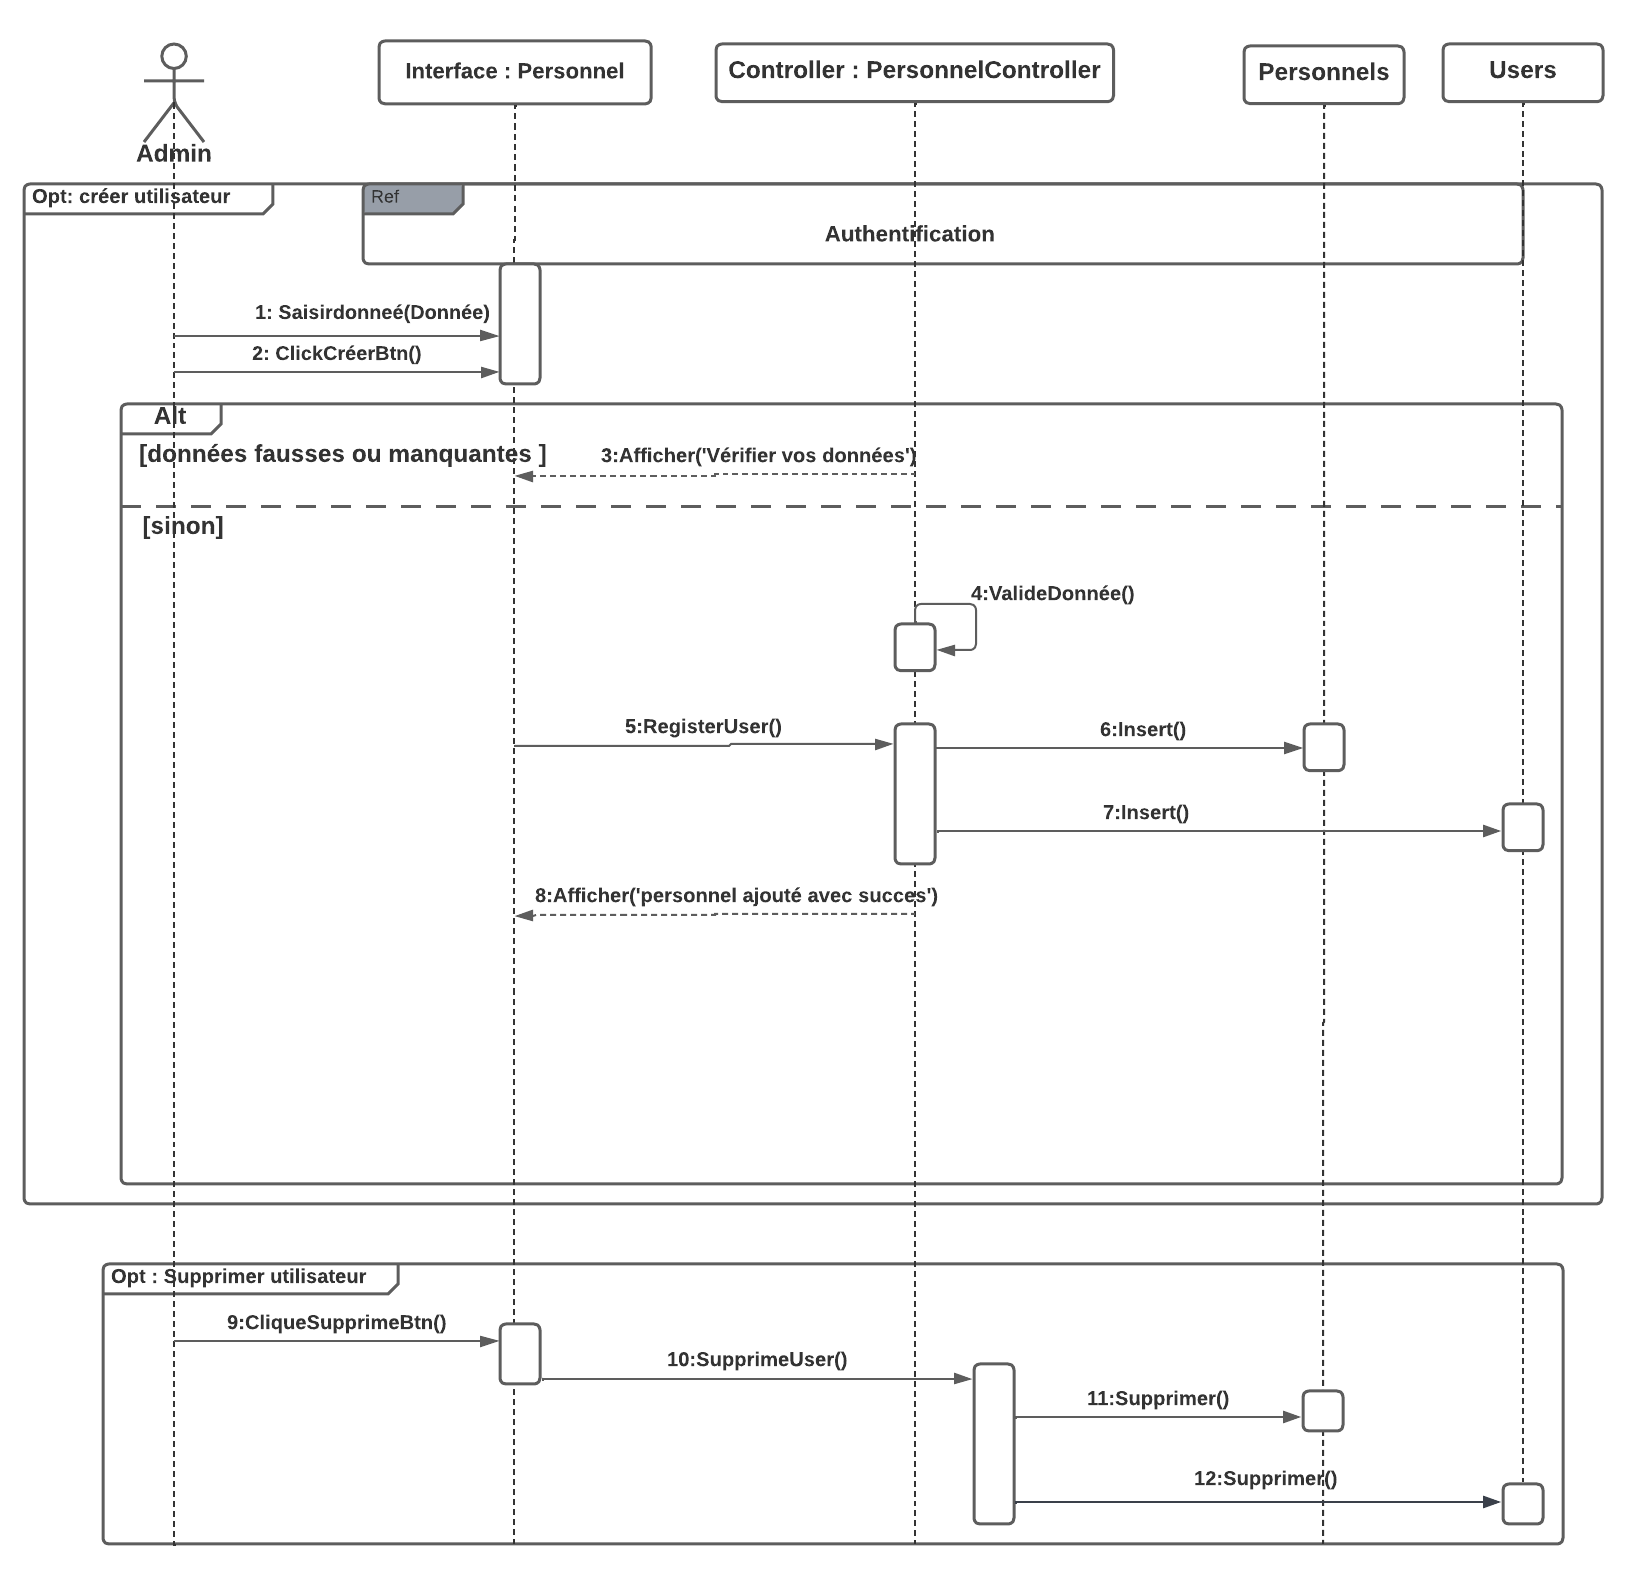 Interface : Personnel
Controller : PersonnelController
Personnels
Users
Admin
Opt: créer utilisateur
Ref
Authentification
1: Saisirdonneé(Donnée)
2: ClickCréerBtn()
Alt
[données fausses ou manquantes ]
3:Afficher('Vérifier vos données')
[sinon]
4:ValideDonnée()
5:RegisterUser()
6:Insert()
7:Insert()
8:Afficher('personnel ajouté avec succes')
Opt : Supprimer utilisateur
9:CliqueSupprimeBtn()
10:SupprimeUser()
11:Supprimer()
12:Supprimer()